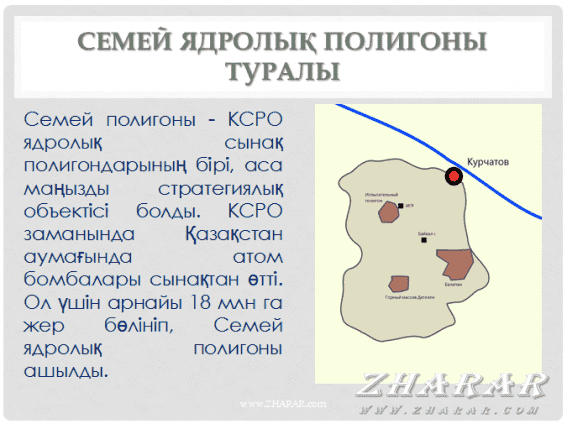 СЕМЕЙ ЯДРОЛЫҚ ПОЛИГОНЫ
ТУРАЛЫ
Семей полигоны - КСРО
ядролық сынақ
полигондарының бірі, аса
маңызды стратегиялық
объектісі болды. КСРО
заманында Қазақстан
аумағында атом
бомбалары сынақтан өтті.
Ол үшін арнайы 18 млн га
жер бөлініп, Семей
ядролық полигоны
ашылды.
Курчатов
Испытательный
полигон
Байкал
Балапан
Горный массив Дегелен
www.ZHARAR.com
ZHARAR
WWW.ZHARAR.COM